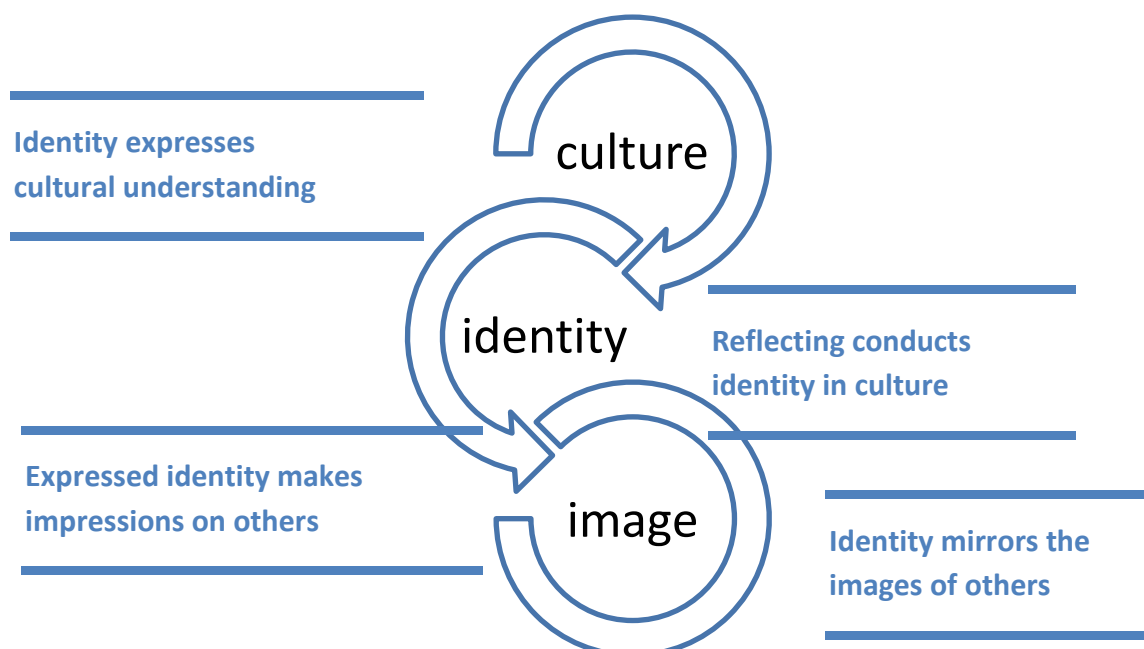 culture
Identity expresses
cultural understanding
identity
Reflecting conducts
identity in culture
Expressed identity makes
impressions on others
image
Identity mirrors the
images of others